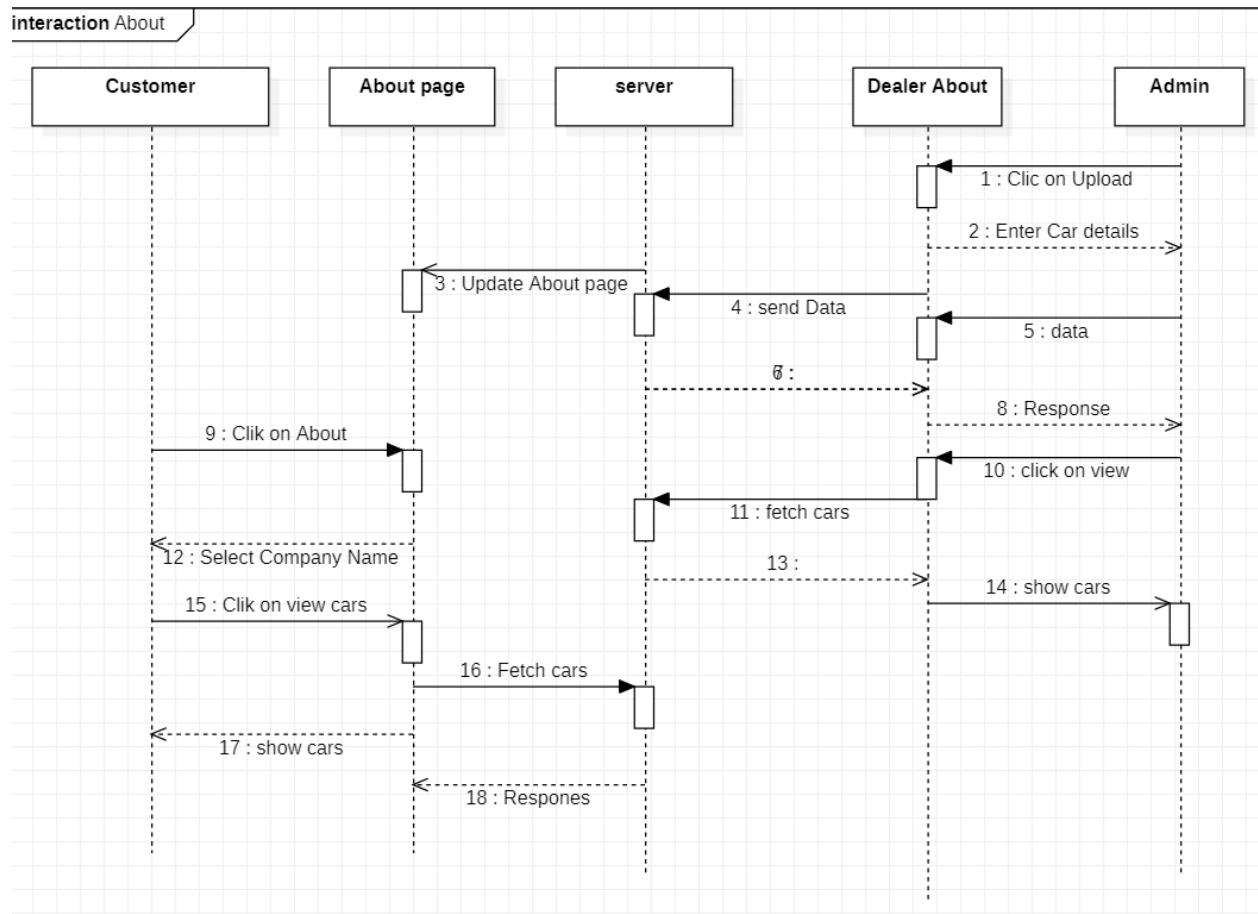 interaction About
Customer
About page
server
Dealer About
Admin
1 : Clic on Upload
2 : Enter Car details
3 : Update About page
4 : send Data
5 : data
8 : Response
9 : Clik on About
10 : click on view
11 : fetch cars
12 : Select Company Name
13 :
14 : show cars
15 : Clik on view cars
16 : Fetch cars
17 : show cars
18 : Respones